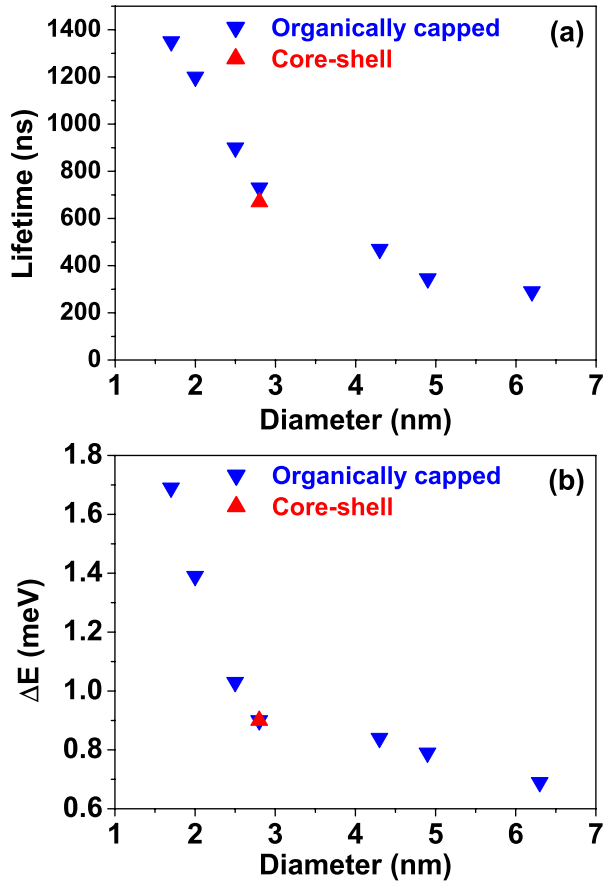 1400
1200
1000
800
600
400
200
0
Lifetime (ns)
Organically capped
Core-shell
(a)
1 2 3 4 5 6 7
Diameter (nm)
1.8
1.6
1.4
1.2
1.0
0.8
0.6
ΔE (meV)
Organically capped
Core-shell
(b)
1 2 3 4 5 6 7
Diameter (nm)